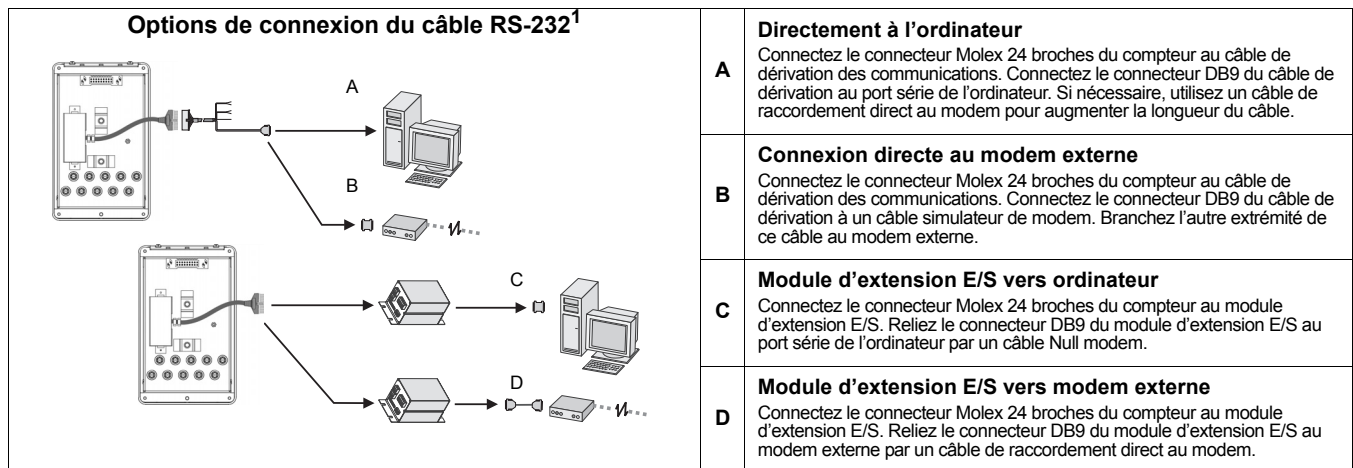 Options de connexion du câble RS-232¹
A
B
C
D
A
Directement à l’ordinateur
Connectez le connecteur Molex 24 broches du compteur au câble de
dérivation des communications. Connectez le connecteur DB9 du câble de
dérivation au port série de l’ordinateur. Si nécessaire, utilisez un câble de
raccordement direct au modem pour augmenter la longueur du câble.
B
Connexion directe au modem externe
Connectez le connecteur Molex 24 broches du compteur au câble de
dérivation des communications. Connectez le connecteur DB9 du câble de
dérivation à un câble simulateur de modem. Branchez l’autre extrémité de
ce câble au modem externe.
C
Module d’extension E/S vers ordinateur
Connectez le connecteur Molex 24 broches du compteur au module
d’extension E/S. Reliez le connecteur DB9 du module d’extension E/S au
port série de l’ordinateur par un câble Null modem.
D
Module d’extension E/S vers modem externe
Connectez le connecteur Molex 24 broches du compteur au module
d’extension E/S. Reliez le connecteur DB9 du module d’extension E/S au
modem externe par un câble de raccordement direct au modem.